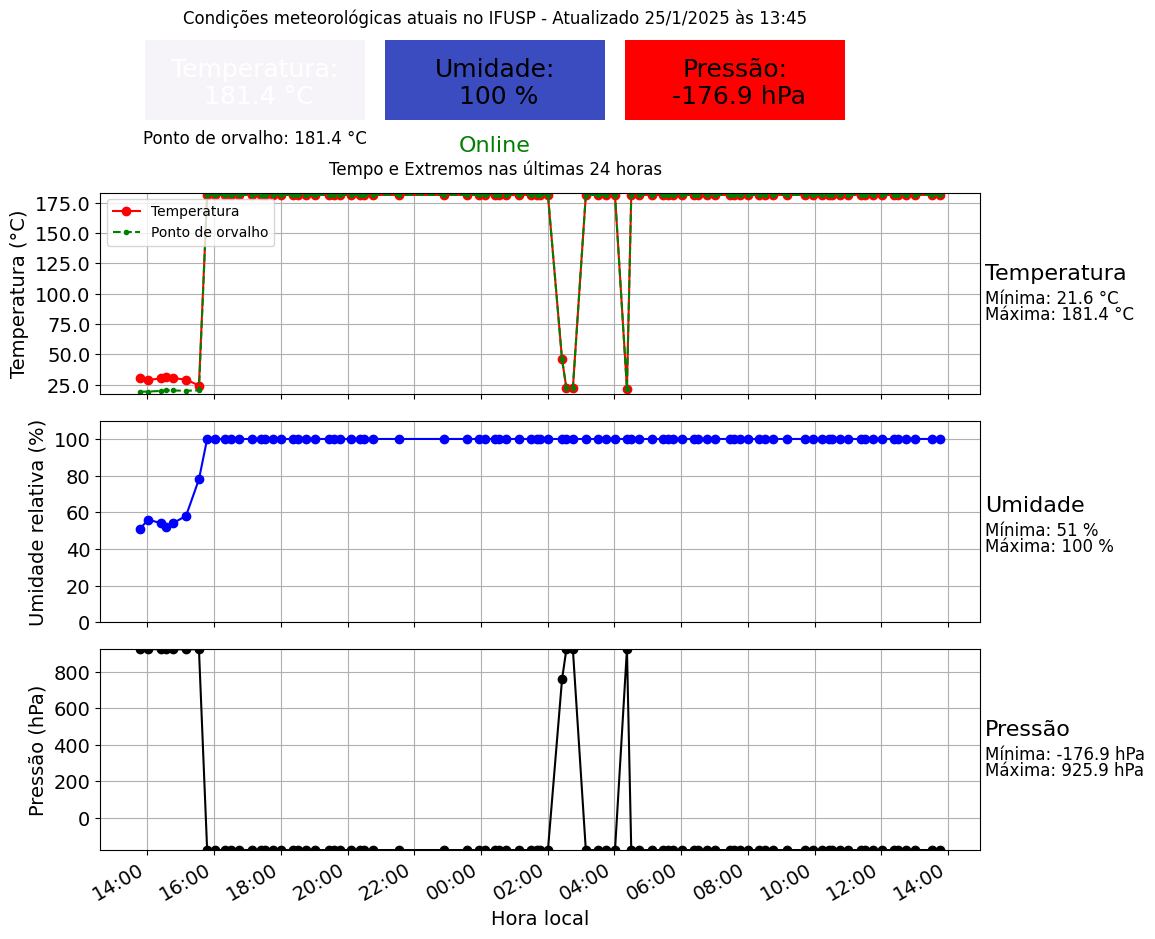 Condições meteorológicas atuais no IFUSP - Atualizado 25/1/2025 às 13:45
Temperatura:
181.4 °C
Umidade:
100 %
Pressão:
-176.9 hPa
Ponto de orvalho: 181.4 °C
Online
Tempo e Extremos nas últimas 24 horas
Temperatura (°C)
175.0
150.0
125.0
100.0
75.0
50.0
25.0
Temperatura
Ponto de orvalho
Temperatura
Mínima: 21.6 °C
Máxima: 181.4 °C
Umidade relativa (%)
100
80
60
40
20
0
Umidade
Mínima: 51 %
Máxima: 100 %
Pressão (hPa)
800
600
400
200
0
Pressão
Mínima: -176.9 hPa
Máxima: 925.9 hPa
14:00 16:00 18:00 20:00 22:00 00:00 02:00 04:00 06:00 08:00 10:00 12:00 14:00
Hora local